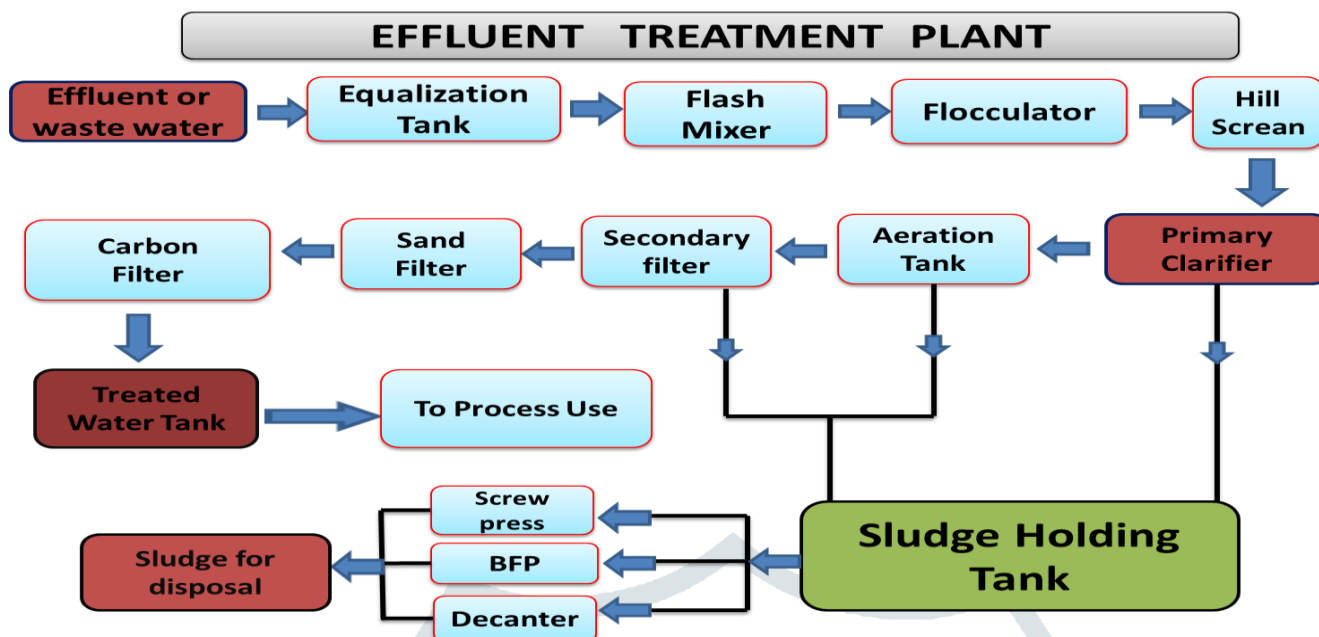 EFFLUENT TREATMENT PLANT
Effluent or
waste water
Equalization
Tank
Flash
Mixer
Flocculator
Hill
Screan
Carbon
Filter
Sand
Filter
Secondary
filter
Aeration
Tank
Primary
Clarifier
Treated
Water Tank
To Process Use
Screw
press
BFP
Decanter
Sludge for
disposal
Sludge Holding
Tank